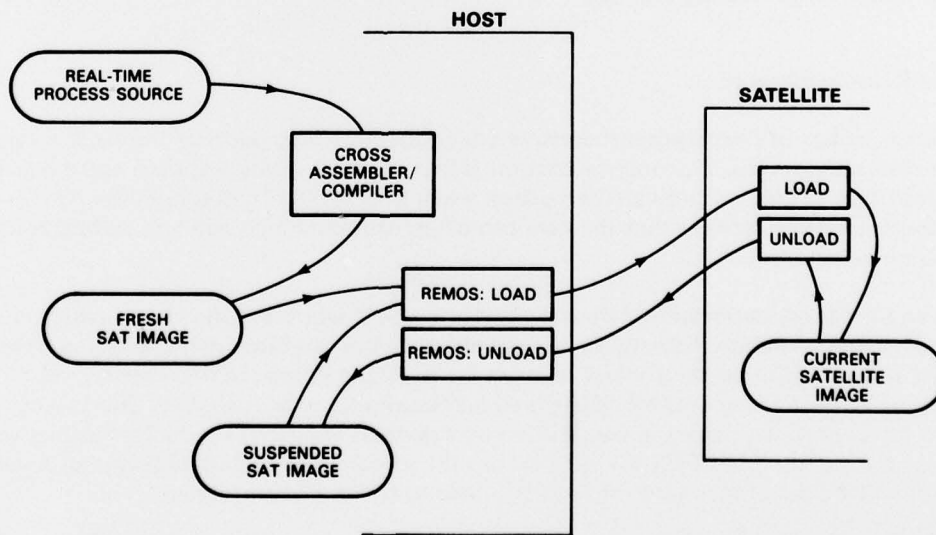 HOST
REAL-TIME
PROCESS SOURCE
SATELLITE
CROSS
ASSEMBLER/
COMPILER
LOAD
UNLOAD
REMOS: LOAD
FRESH
SAT IMAGE
REMOS: UNLOAD
CURRENT
SATELLITE
IMAGE
SUSPENDED
SAT IMAGE